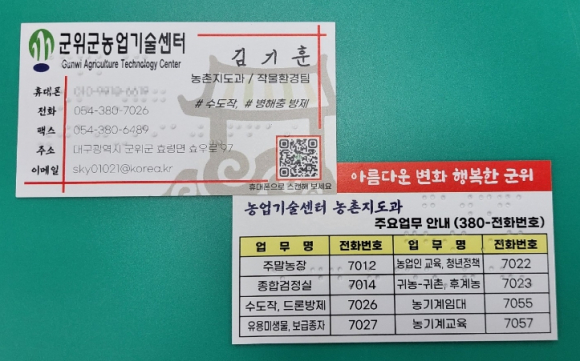 군위군농업기술센터
Gunwi Agriculture Technology Center
김기훈
농촌지도과 / 작물환경팀
# 수도작, # 병해충 방제
휴대폰
전화 054-380-7026
팩스 054-380-6489
주소 대구광역시 군위군 효령면 효우로 97
이메일 sky01021@korea.kr
휴대폰으로 스캔해 보세요
아름다운 변화 행복한 군위
농업기술센터 농촌지도과
주요업무 안내 (380-전화번호)
업 무 명 전화번호 업 무 명 전화번호
주말농장 7012 농업인 교육, 청년정책 7022
종합검정실 7014 귀농·귀촌, 후계농 7023
수도작, 드론방제 7026 농기계임대 7055
유용미생물, 보급종자 7027 농기계교육 7057